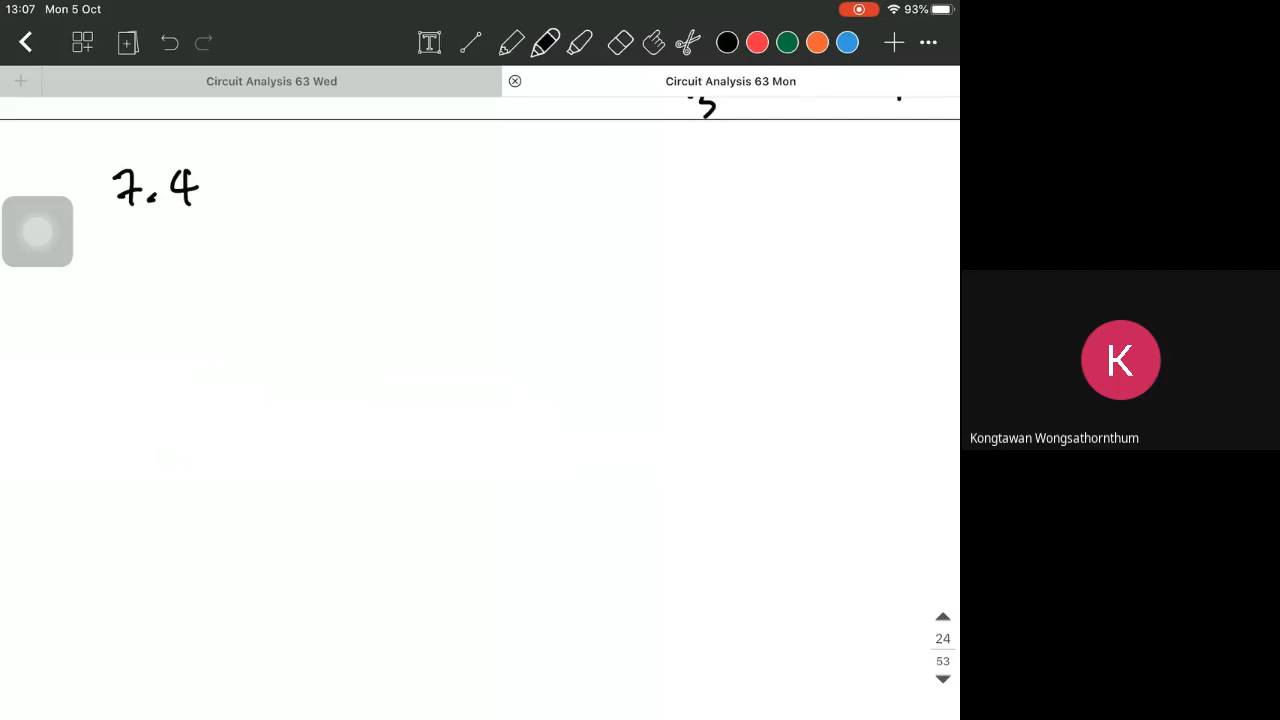 13:07 Mon 5 Oct 93%
Circuit Analysis 63 Wed
Circuit Analysis 63 Mon
7.4
K
Kongtawan Wongsathornthum
24
53